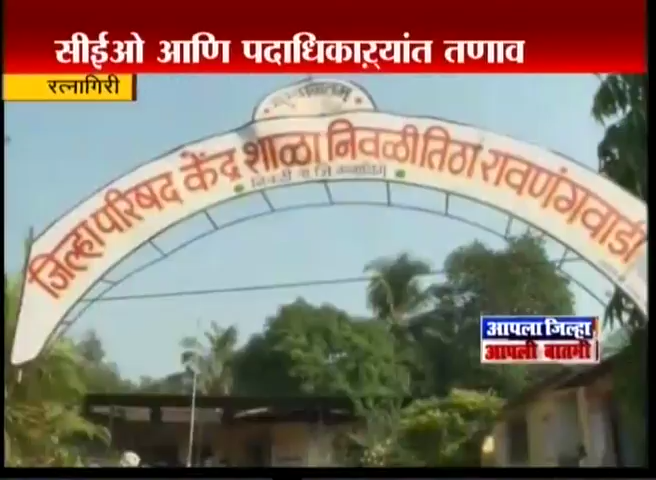 सीईओ आणि पदाधिकाऱ्यांत तणाव
रत्नागिरी
जिल्हा परिषद केंद्र शाळा निवळीतिठा रावणंगवाडी
आपला जिल्हा
आपली बातमी